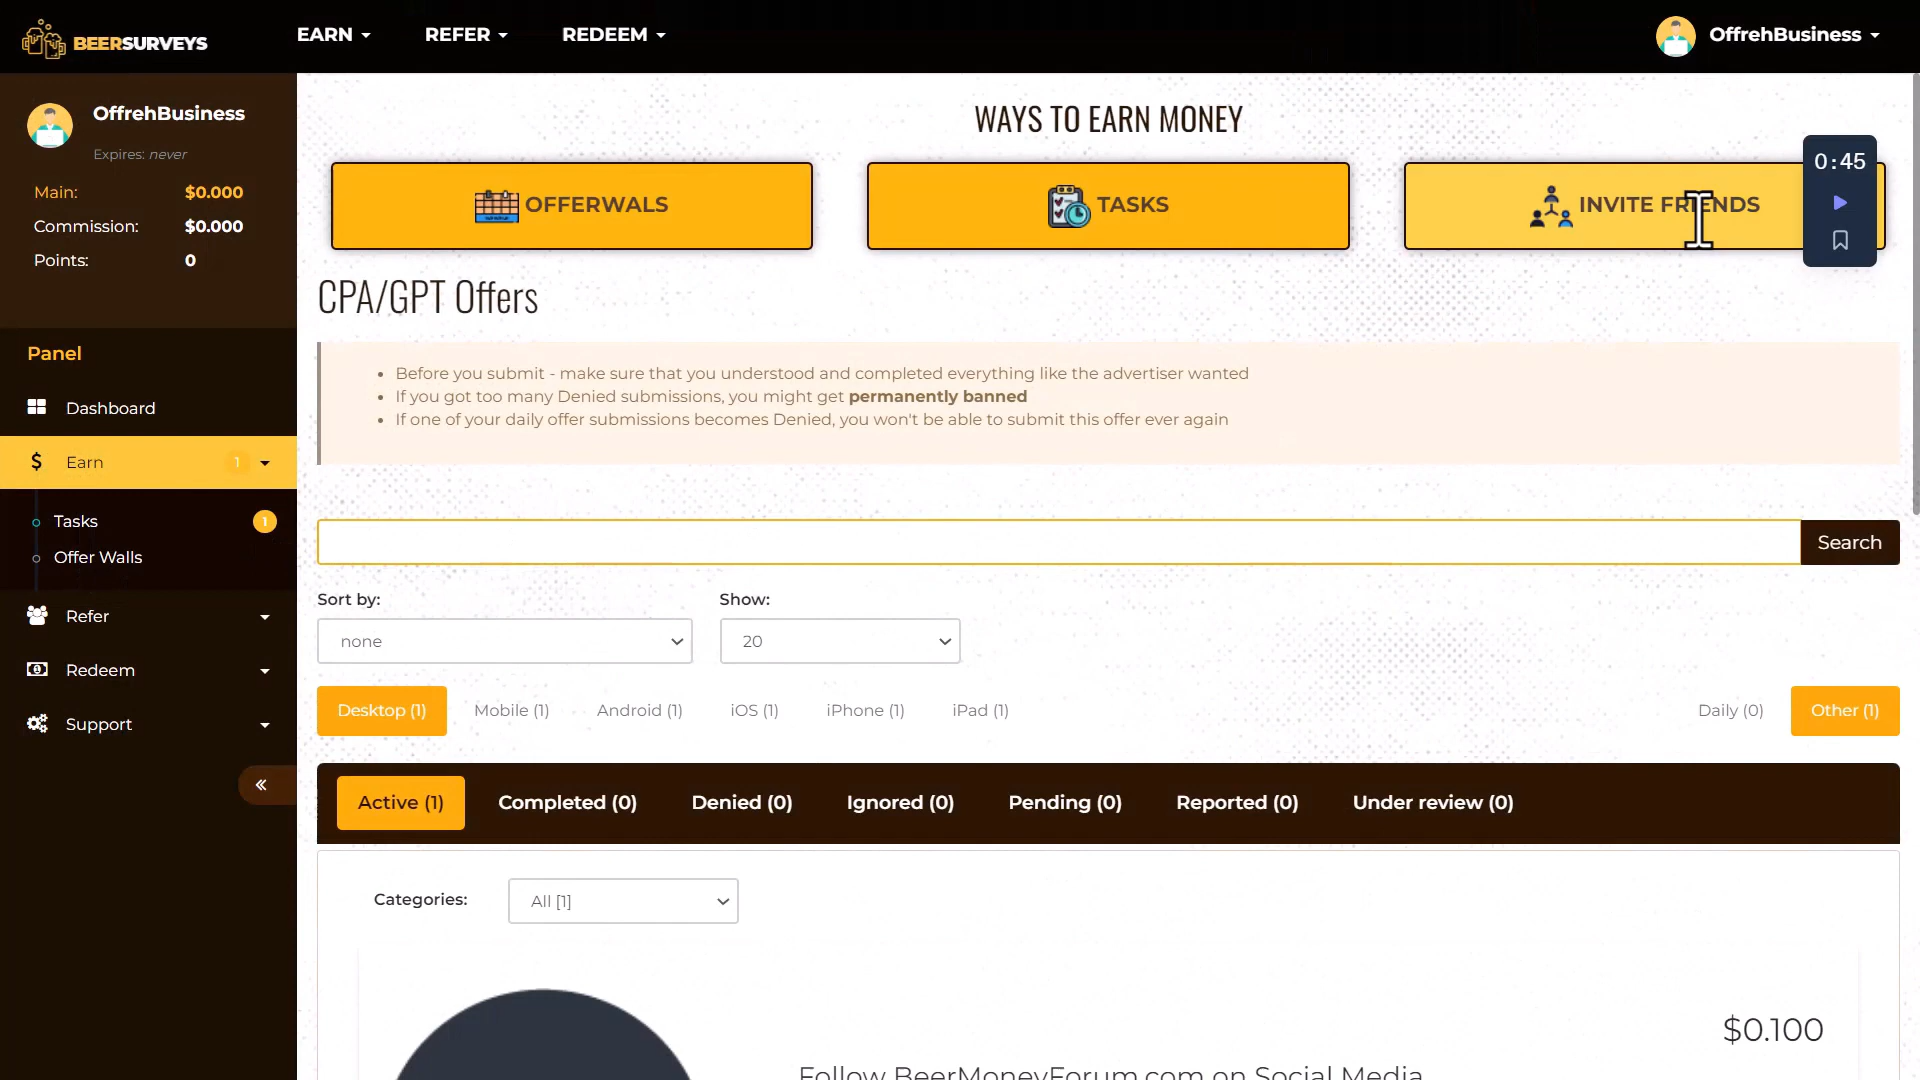 BEERSURVEYS
EARN
REFER
REDEEM
OffrehBusiness
OffrehBusiness
Expires: never
Main: $0.000
Commission: $0.000
Points: 0
Panel
Dashboard
Earn 1
Tasks 1
Offer Walls
Refer
Redeem
Support
WAYS TO EARN MONEY
OFFERWALS
TASKS
INVITE FRIENDS
0:45
CPA/GPT Offers
Before you submit - make sure that you understood and completed everything like the advertiser wanted
If you got too many Denied submissions, you might get permanently banned
If one of your daily offer submissions becomes Denied, you won't be able to submit this offer ever again
Search
Sort by: Show:
none 20
Desktop (1) Mobile (1) Android (1) iOS (1) iPhone (1) iPad (1) Daily (0) Other (1)
Active (1) Completed (0) Denied (0) Ignored (0) Pending (0) Reported (0) Under review (0)
Categories: All [1]
$0.100
Follow BeerMoneyForum.com on Social Media